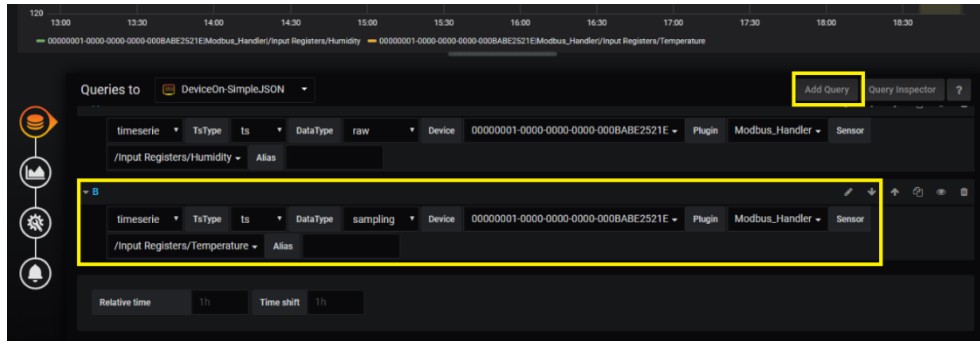 120
13:00 13:30 14:00 14:30 15:00 15:30 16:00 16:30 17:00 17:30 18:00 18:30
00000001-0000-0000-0000-000BABE2521E|Modbus_Handler|/Input Registers/Humidity 00000001-0000-0000-0000-000BABE2521E|Modbus_Handler|/Input Registers/Temperature
Queries to DeviceOn-SimpleJSON Add Query Query Inspector ?
timeserie TsType ts DataType raw Device 00000001-0000-0000-0000-000BABE2521E Plugin Modbus_Handler Sensor
/Input Registers/Humidity Alias
B
timeserie TsType ts DataType sampling Device 00000001-0000-0000-0000-000BABE2521E Plugin Modbus_Handler Sensor
/Input Registers/Temperature Alias
Relative time 1h Time shift 1h